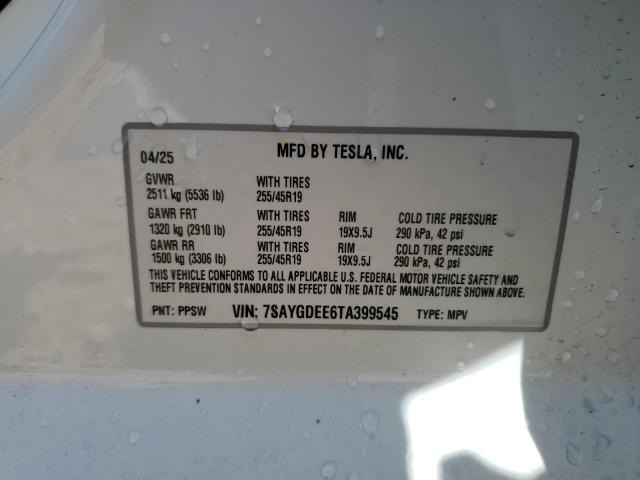 04/25 MFD BY TESLA, INC.
GVWR WITH TIRES
2511 kg (5536 lb) 255/45R19
GAWR FRT WITH TIRES RIM COLD TIRE PRESSURE
1320 kg (2910 lb) 255/45R19 19X9.5J 290 kPa, 42 psi
GAWR RR WITH TIRES RIM COLD TIRE PRESSURE
1500 kg (3306 lb) 255/45R19 19X9.5J 290 kPa, 42 psi
THIS VEHICLE CONFORMS TO ALL APPLICABLE U.S. FEDERAL MOTOR VEHICLE SAFETY AND
THEFT PREVENTION STANDARDS IN EFFECT ON THE DATE OF MANUFACTURE SHOWN ABOVE.
PNT: PPSW VIN: 7SAYGDEE6TA399545 TYPE: MPV